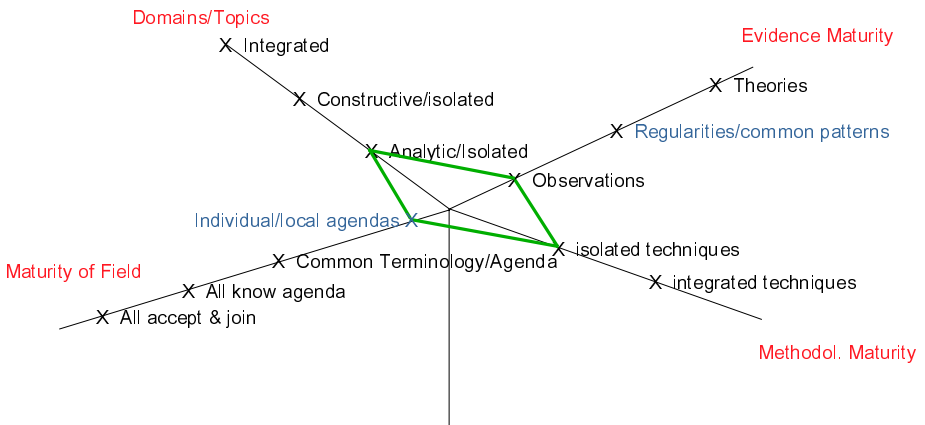 Domains/Topics
X Integrated
Evidence Maturity
X Theories
X Constructive/isolated
X Regularities/common patterns
X Analytic/Isolated
X Observations
Individual/local agendas X
X isolated techniques
X Common Terminology/Agenda
Maturity of Field
X integrated techniques
X All know agenda
X All accept & join
Methodol. Maturity